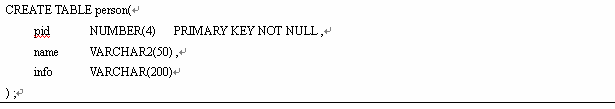 CREATE TABLE person(
pid NUMBER(4) PRIMARY KEY NOT NULL ,
name VARCHAR2(50) ,
info VARCHAR(200)
) ;